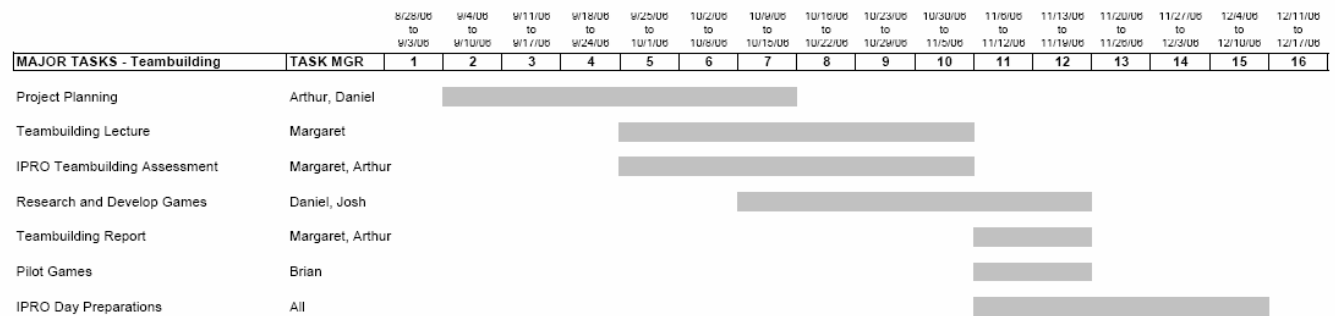 8/28/06 9/4/06 9/11/06 9/18/06 9/25/06 10/2/06 10/9/06 10/16/06 10/23/06 10/30/06 11/6/06 11/13/06 11/20/06 11/27/06 12/4/06 12/11/06
to to to to to to to to to to to to to to to to
9/3/06 9/10/06 9/17/06 9/24/06 10/1/06 10/8/06 10/15/06 10/22/06 10/29/06 11/5/06 11/12/06 11/19/06 11/26/06 12/3/06 12/10/06 12/17/06
MAJOR TASKS - Teambuilding TASK MGR 1 2 3 4 5 6 7 8 9 10 11 12 13 14 15 16
Project Planning Arthur, Daniel
Teambuilding Lecture Margaret
IPRO Teambuilding Assessment Margaret, Arthur
Research and Develop Games Daniel, Josh
Teambuilding Report Margaret, Arthur
Pilot Games Brian
IPRO Day Preparations All